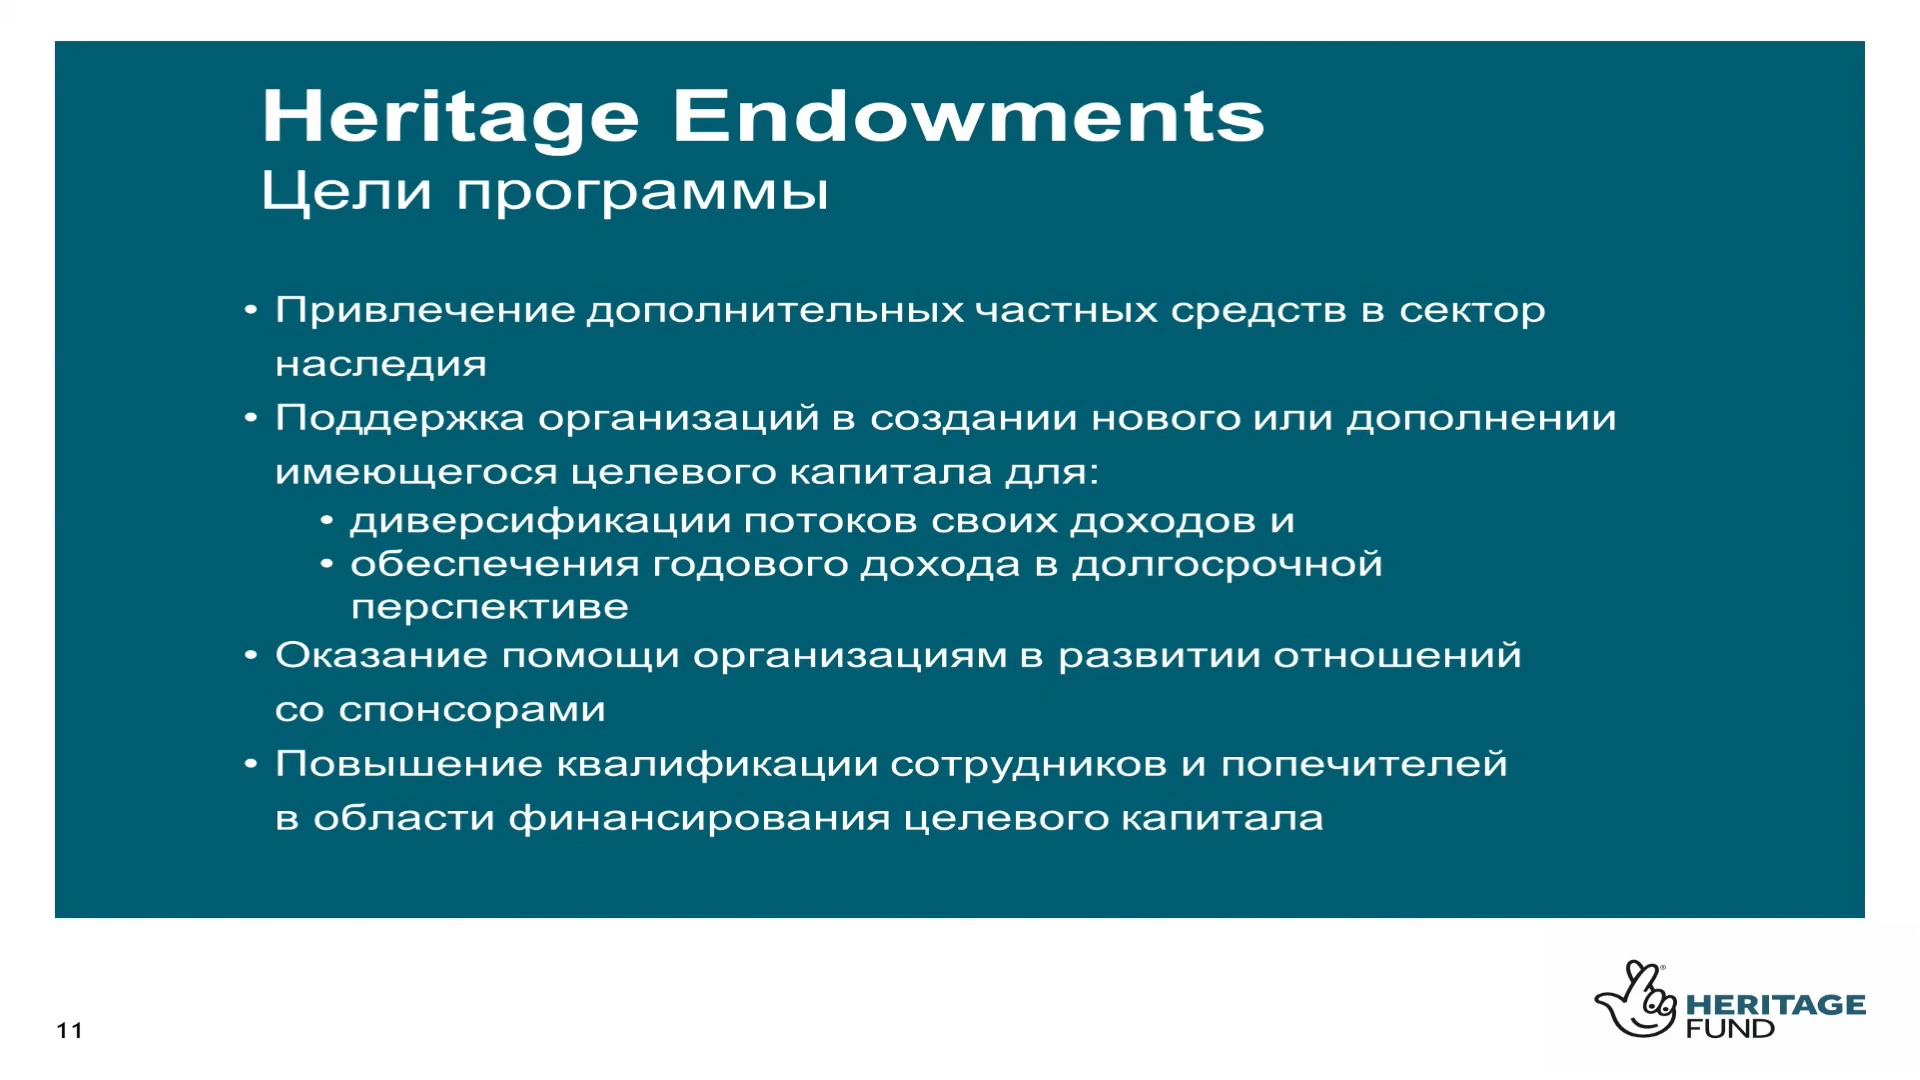 Heritage Endowments
Цели программы
• Привлечение дополнительных частных средств в сектор
наследия
• Поддержка организаций в создании нового или дополнении
имеющегося целевого капитала для:
• диверсификации потоков своих доходов и
• обеспечения годового дохода в долгосрочной
перспективе
• Оказание помощи организациям в развитии отношений
со спонсорами
• Повышение квалификации сотрудников и попечителей
в области финансирования целевого капитала
11
HERITAGE
FUND